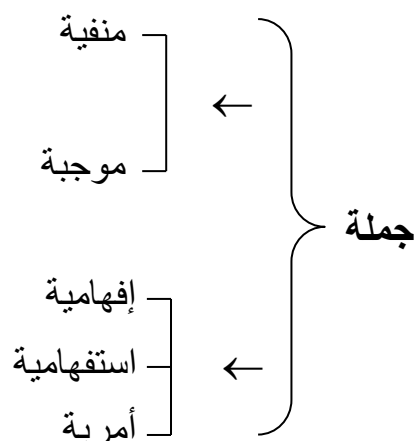 منفية
←
موجبة
جملة
إفهامية
استفهامية
←
أمرية